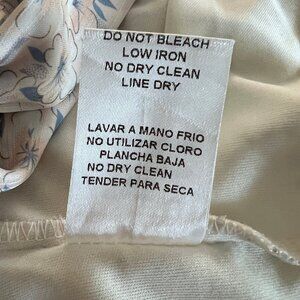 DO NOT BLEACH
LOW IRON
NO DRY CLEAN
LINE DRY
LAVAR A MANO FRIO
NO UTILIZAR CLORO
PLANCHA BAJA
NO DRY CLEAN
TENDER PARA SECA